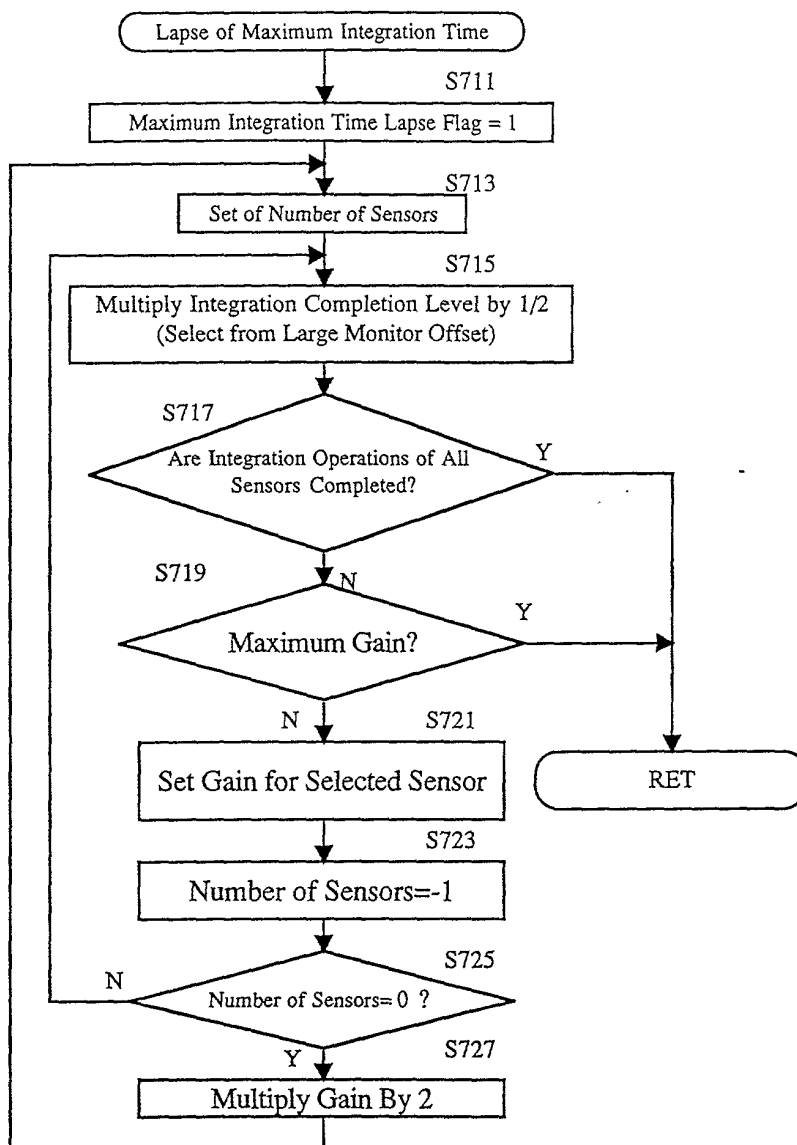 Lapse of Maximum Integration Time
S711
Maximum Integration Time Lapse Flag = 1
S713
Set of Number of Sensors
S715
Multiply Integration Completion Level by 1/2
(Select from Large Monitor Offset)
S717
Are Integration Operations of All
Sensors Completed?
Y
N
S719
Maximum Gain?
Y
N
S721
Set Gain for Selected Sensor
RET
S723
Number of Sensors=-1
S725
Number of Sensors= 0 ?
N
Y
S727
Multiply Gain By 2